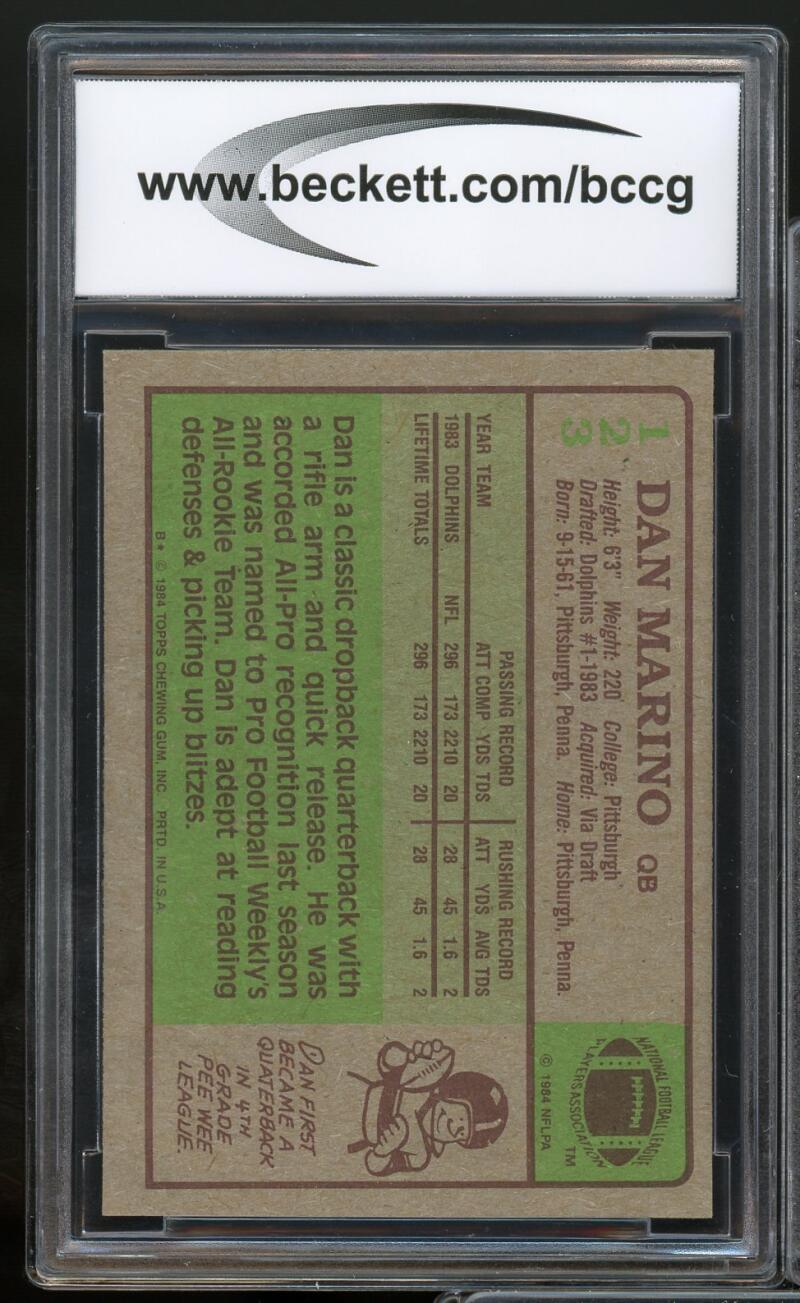 www.beckett.com/bccg
1
2
3
DAN MARINO QB
Height: 6'3" Weight: 220 College: Pittsburgh
Drafted: Dolphins #1-1983 Acquired: Via Draft
Born: 9-15-61, Pittsburgh, Penna. Home: Pittsburgh, Penna.
NATIONAL FOOTBALL LEAGUE
PLAYERS ASSOCIATION
TM
© 1984 NFLPA
PASSING RECORD RUSHING RECORD
YEAR TEAM ATT COMP YDS TDS ATT YDS AVG TDS
1983 DOLPHINS NFL 296 173 2210 20 28 45 1.6 2
LIFETIME TOTALS 296 173 2210 20 28 45 1.6 2
Dan is a classic dropback quarterback with
a rifle arm and quick release. He was
accorded All-Pro recognition last season
and was named to Pro Football Weekly's
All-Rookie Team. Dan is adept at reading
defenses & picking up blitzes.
DAN FIRST
BECAME A
QUATERBACK
IN 4TH
GRADE
PEE WEE
LEAGUE.
B* © 1984 TOPPS CHEWING GUM, INC. PRTD. IN U.S.A.